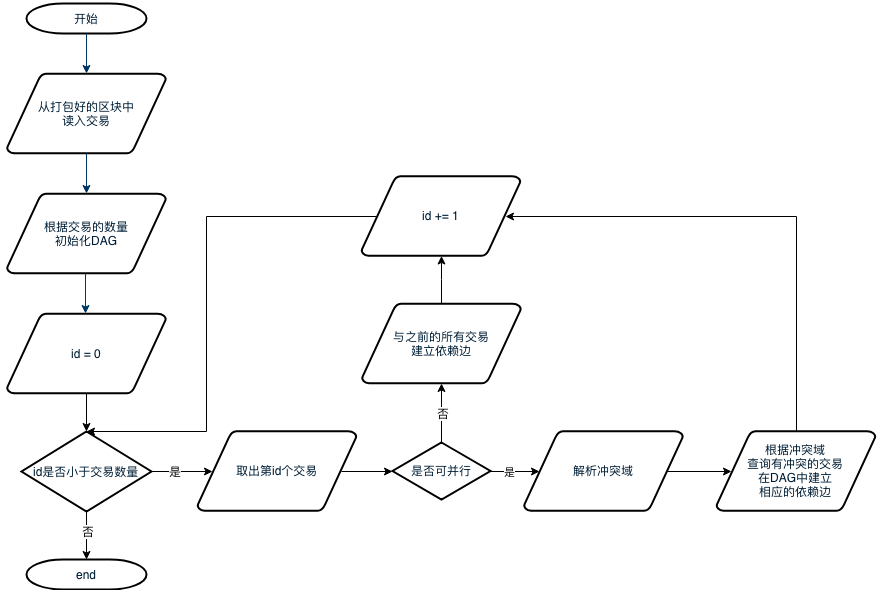 开始
从打包好的区块中
读入交易
根据交易的数量
初始化DAG
id = 0
id是否小于交易数量
否
end
是
取出第id个交易
是否可并行
否
与之前的所有交易
建立依赖边
id += 1
是
解析冲突域
根据冲突域
查询有冲突的交易
在DAG中建立
相应的依赖边